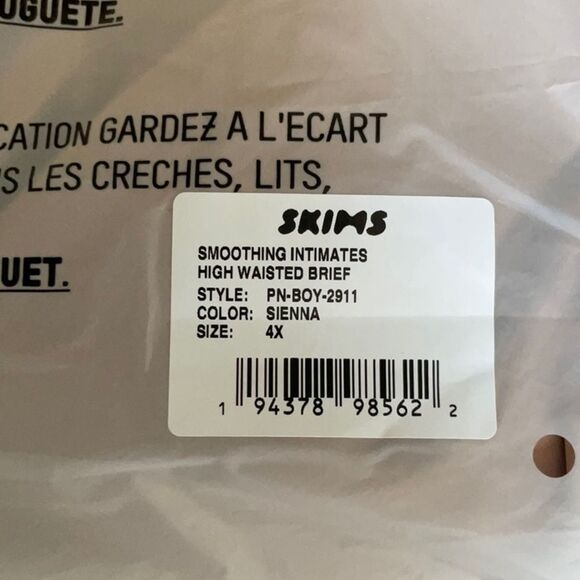 UGUETE.
CATION GARDEZ A L'ECART
S LES CRECHES, LITS,
UET.
SKIMS
SMOOTHING INTIMATES
HIGH WAISTED BRIEF
STYLE: PN-BOY-2911
COLOR: SIENNA
SIZE: 4X
1 94378 98562 2